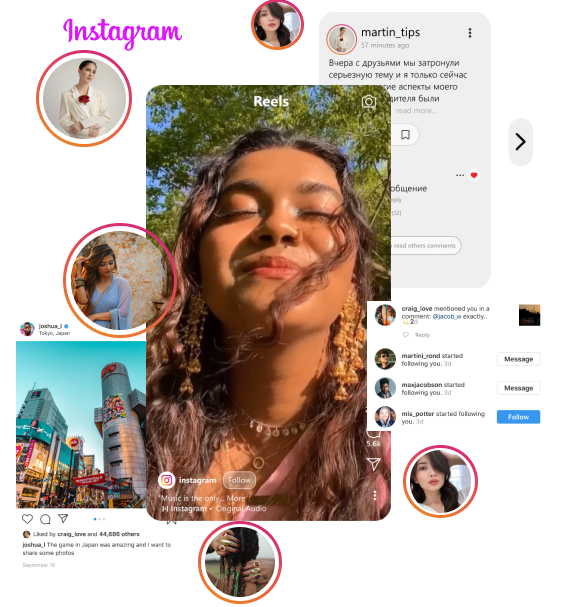 Instagram
martin_tips
57 minutes ago
Вчера с друзьями мы затронули
серьезную тему и я только сейчас
аспекты моего
дителя были
read more...
общение
eply
(12)
read others comments
Reels
joshua_l
Tokyo, Japan
craig_love mentioned you in a
comment: @jacob_w exactly..
2d
Reply
martini_rond started
following you. 3d
Message
maxjacobson started
following you. 3d
Message
mis_potter started following
you. 3d
Follow
5.6k
instagram
Follow
"Music is the only... More
Instagram • Original Audio
Liked by craig_love and 44,686 others
joshua_l The game in Japan was amazing and I want to
share some photos
September 19